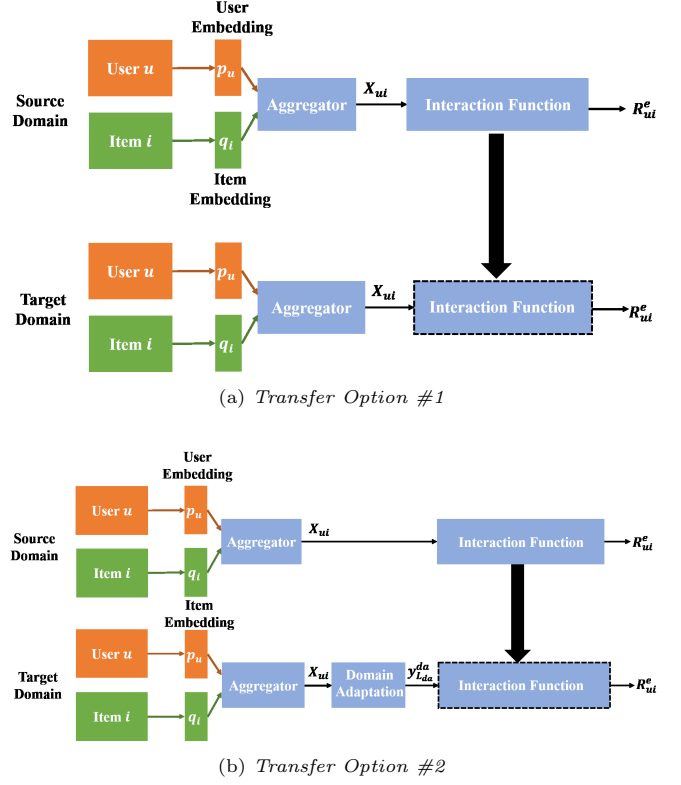 User
Embedding
User u
p_u
Source
Domain
Aggregator
X_ui
Interaction Function
R^e_ui
Item i
q_i
Item
Embedding
User u
p_u
Target
Domain
Aggregator
X_ui
Interaction Function
R^e_ui
Item i
q_i
(a) Transfer Option #1
User
Embedding
User u
p_u
Source
Domain
Aggregator
X_ui
Interaction Function
R^e_ui
Item i
q_i
Item
Embedding
User u
p_u
Target
Domain
Aggregator
X_ui
Domain
Adaptation
y^da_L_da
Interaction Function
R^e_ui
Item i
q_i
(b) Transfer Option #2